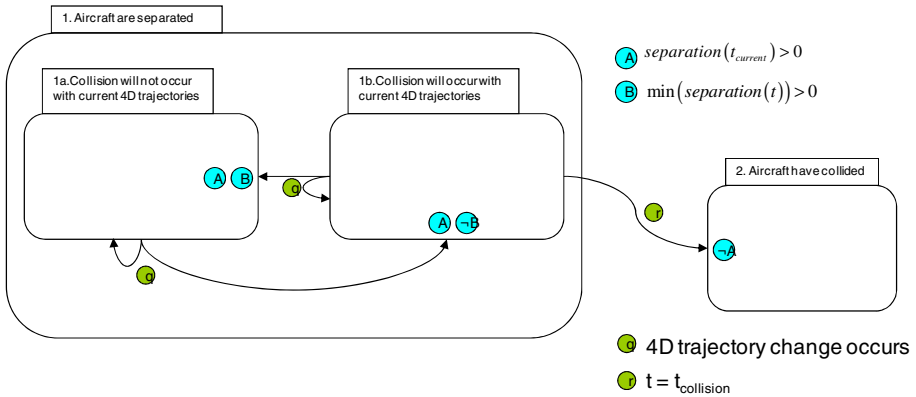 1. Aircraft are separated
1a.Collision will not occur
with current 4D trajectories
1b.Collision will occur with
current 4D trajectories
A separation(t_current) > 0
B min(separation(t)) > 0
2. Aircraft have collided
A B
q
A ¬B
r
¬A
q
q 4D trajectory change occurs
r t = t_collision